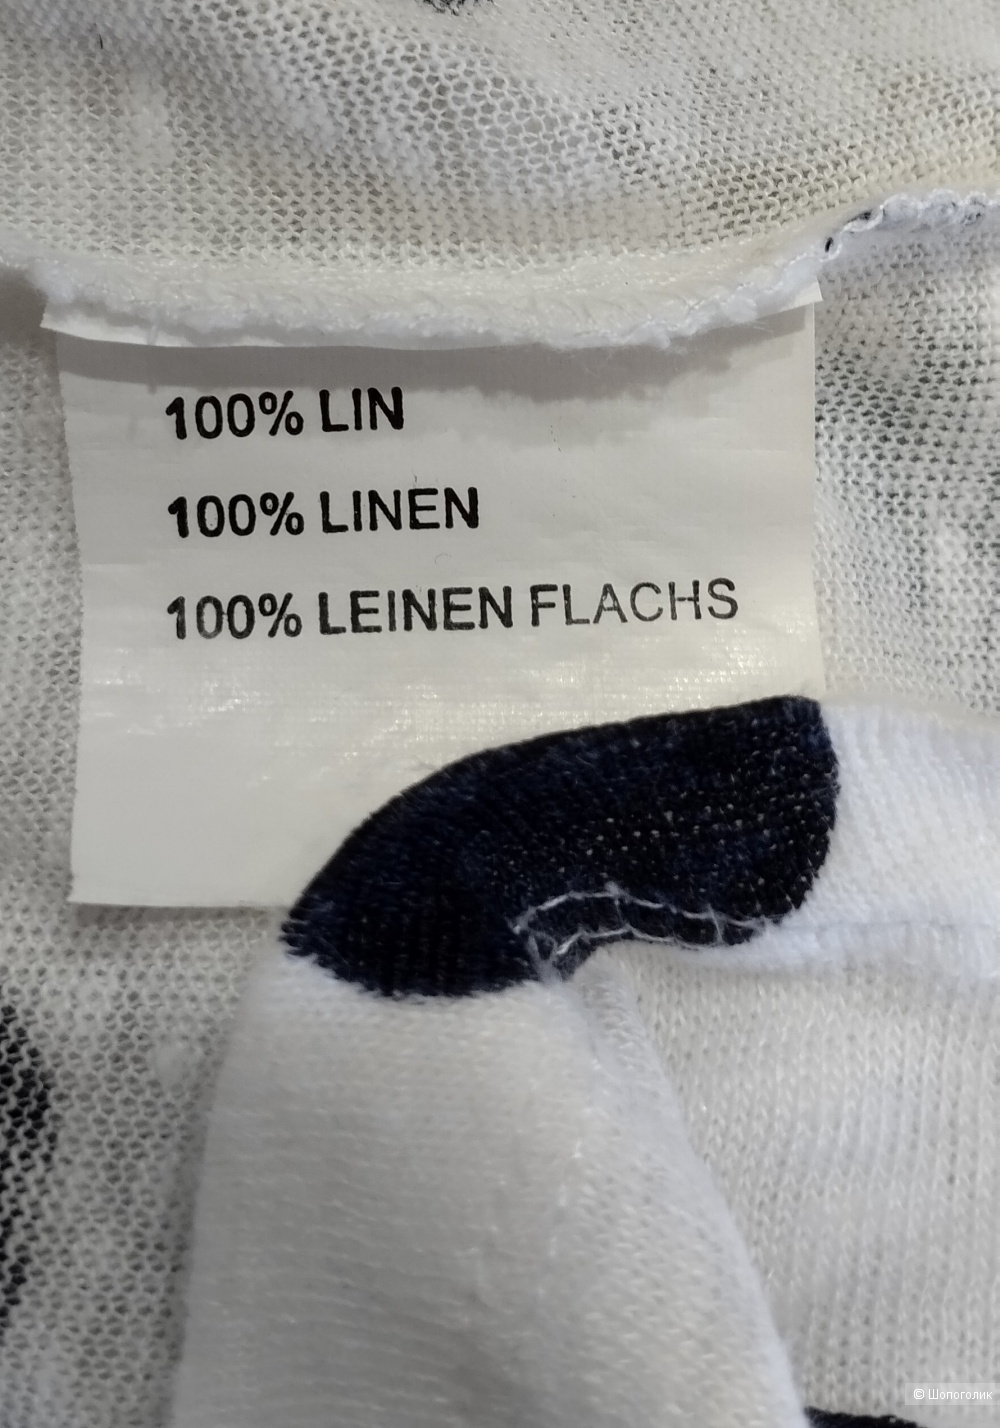 100% LIN
100% LINEN
100% LEINEN FLACHS
© Шопоголик